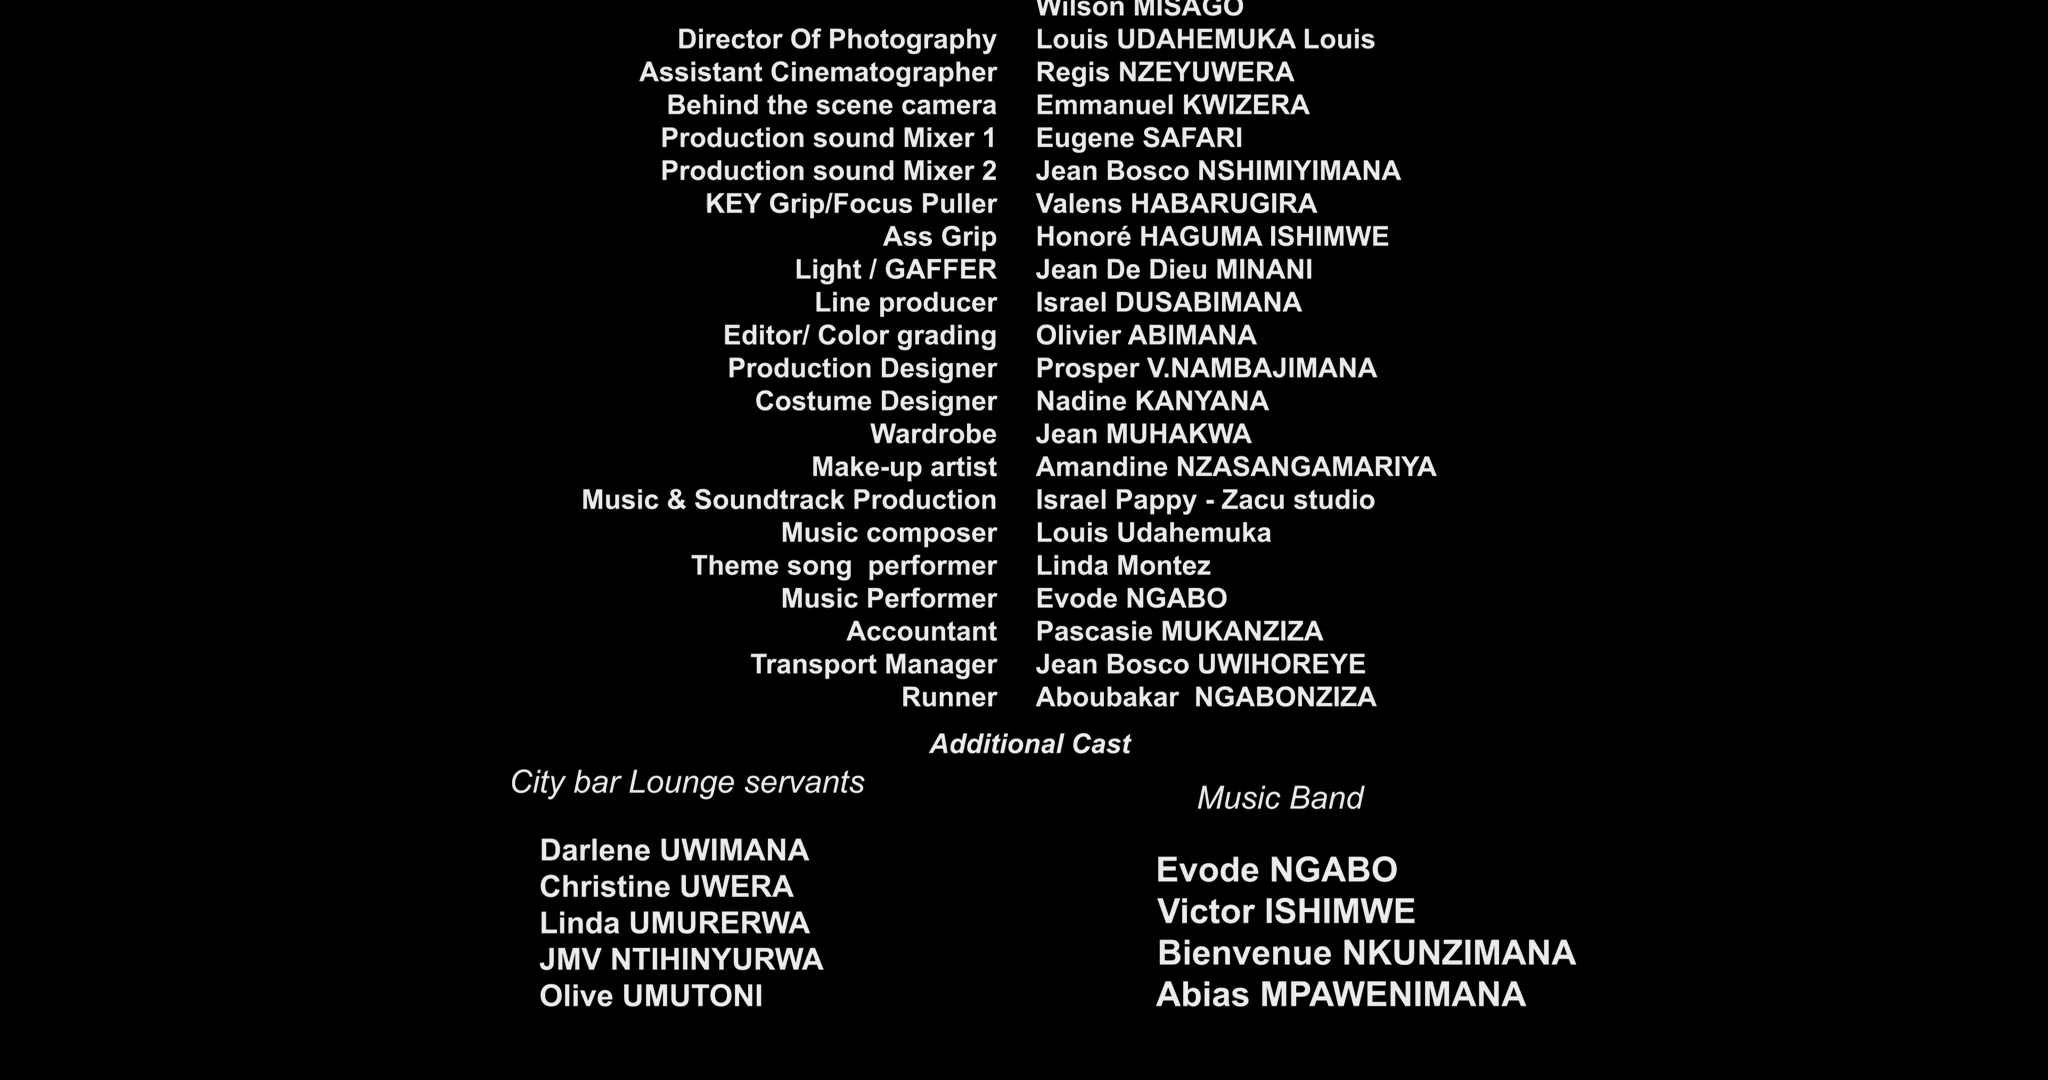 Wilson MISAGO
Director Of Photography Louis UDAHEMUKA Louis
Assistant Cinematographer Regis NZEYUWERA
Behind the scene camera Emmanuel KWIZERA
Production sound Mixer 1 Eugene SAFARI
Production sound Mixer 2 Jean Bosco NSHIMIYIMANA
KEY Grip/Focus Puller Valens HABARUGIRA
Ass Grip Honoré HAGUMA ISHIMWE
Light / GAFFER Jean De Dieu MINANI
Line producer Israel DUSABIMANA
Editor/ Color grading Olivier ABIMANA
Production Designer Prosper V.NAMBAJIMANA
Costume Designer Nadine KANYANA
Wardrobe Jean MUHAKWA
Make-up artist Amandine NZASANGAMARIYA
Music & Soundtrack Production Israel Pappy - Zacu studio
Music composer Louis Udahemuka
Theme song  performer Linda Montez
Music Performer Evode NGABO
Accountant Pascasie MUKANZIZA
Transport Manager Jean Bosco UWIHOREYE
Runner Aboubakar  NGABONZIZA
Additional Cast
City bar Lounge servants
Darlene UWIMANA
Christine UWERA
Linda UMURERWA
JMV NTIHINYURWA
Olive UMUTONI
Music Band
Evode NGABO
Victor ISHIMWE
Bienvenue NKUNZIMANA
Abias MPAWENIMANA